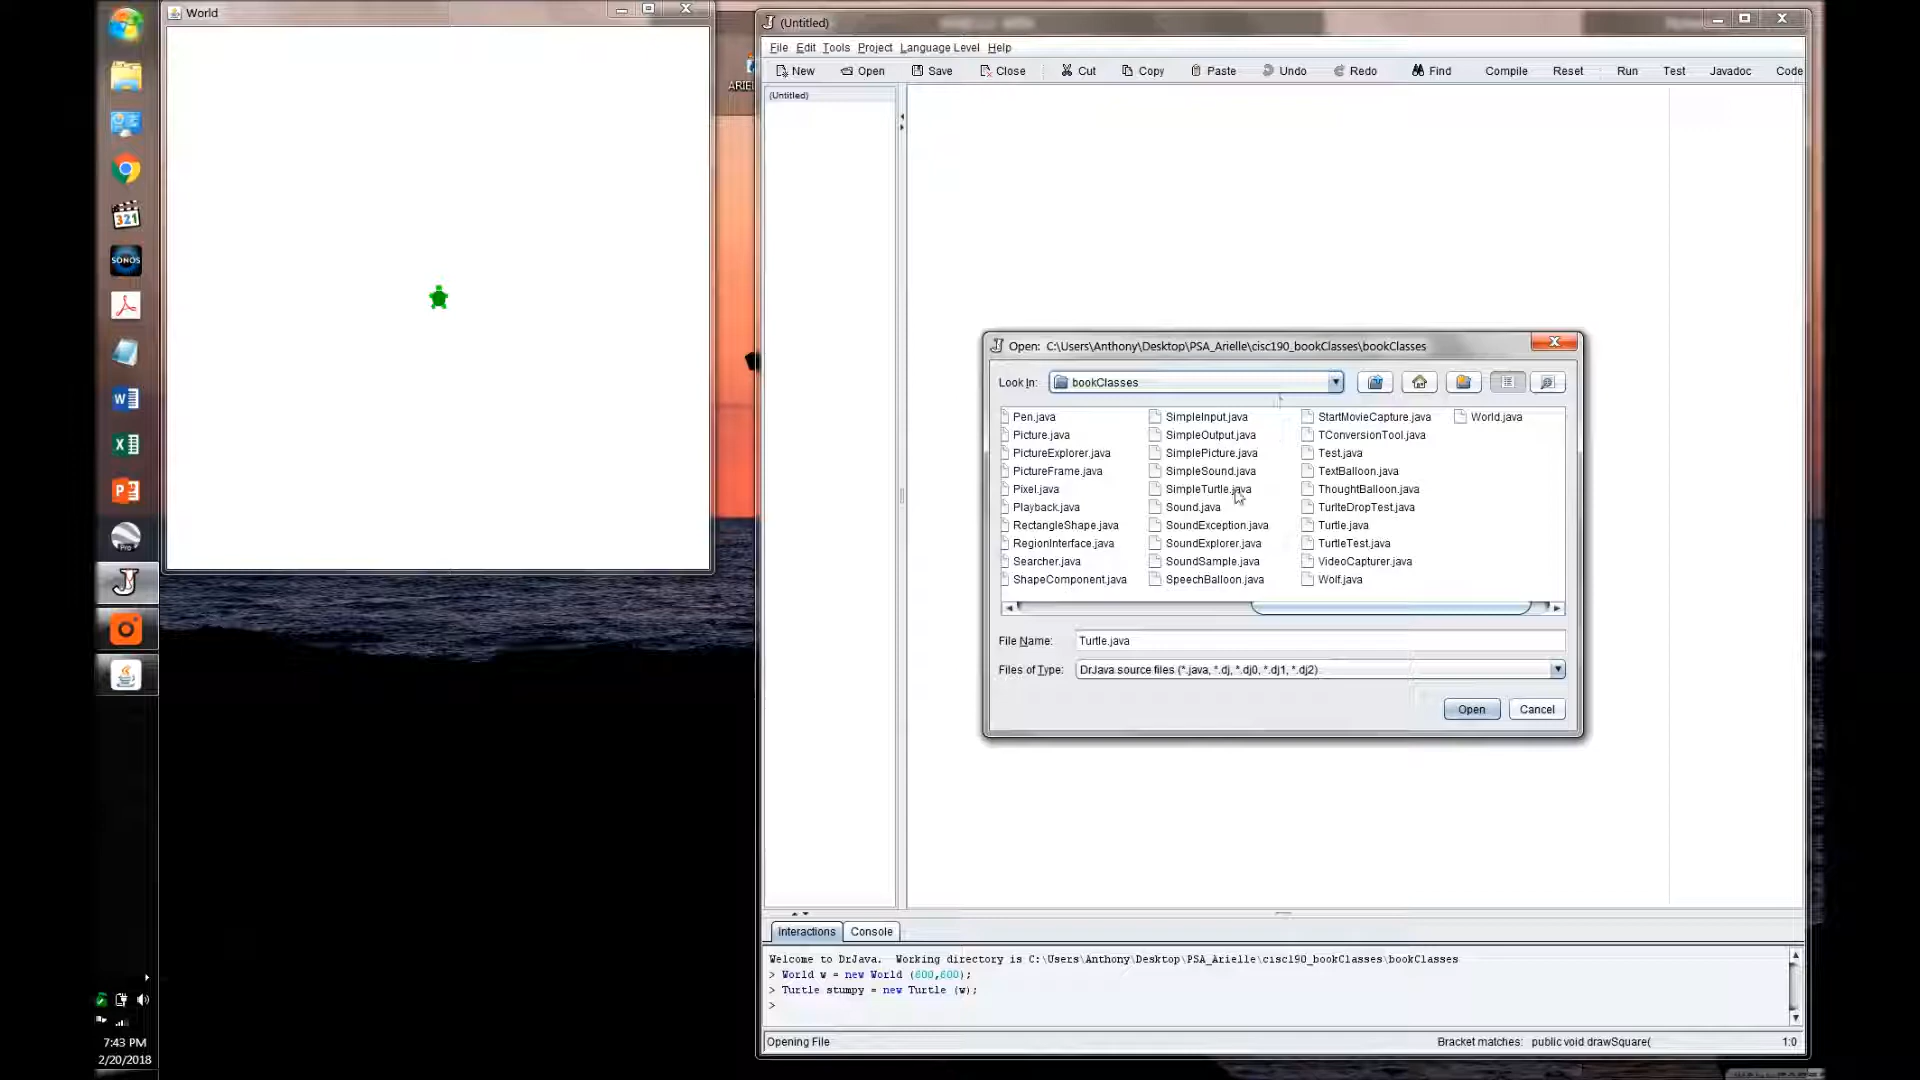 World
(Untitled)
File Edit Tools Project Language Level Help
New Open Save Close Cut Copy Paste Undo Redo Find Compile Reset Run Test Javadoc Code
(Untitled)
ARIEL
321
SONOS
Pro
Open: C:\Users\Anthony\Desktop\PSA_Arielle\cisc190_bookClasses\bookClasses
Look In: bookClasses
Pen.java SimpleInput.java StartMovieCapture.java World.java
Picture.java SimpleOutput.java TConversionTool.java
PictureExplorer.java SimplePicture.java Test.java
PictureFrame.java SimpleSound.java TextBalloon.java
Pixel.java SimpleTurtle.java ThoughtBalloon.java
Playback.java Sound.java TurlteDropTest.java
RectangleShape.java SoundException.java Turtle.java
RegionInterface.java SoundExplorer.java TurtleTest.java
Searcher.java SoundSample.java VideoCapturer.java
ShapeComponent.java SpeechBalloon.java Wolf.java
File Name: Turtle.java
Files of Type: DrJava source files (*.java, *.dj, *.dj0, *.dj1, *.dj2)
Open Cancel
Interactions Console
Welcome to DrJava. Working directory is C:\Users\Anthony\Desktop\PSA_Arielle\cisc190_bookClasses\bookClasses
> World w = new World (600,600);
> Turtle stumpy = new Turtle (w);
>
Opening File Bracket matches: public void drawSquare( 1:0
7:43 PM
2/20/2018